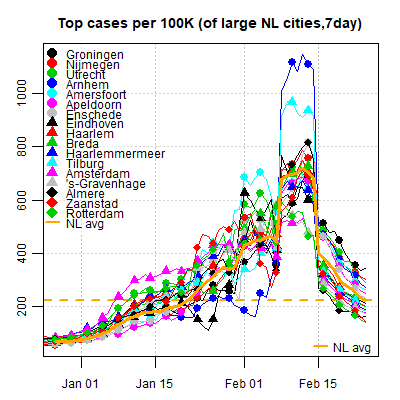 Top cases per 100K (of large NL cities,7day)
1000
800
600
400
200
Groningen
Nijmegen
Utrecht
Arnhem
Amersfoort
Apeldoorn
Enschede
Eindhoven
Haarlem
Breda
Haarlemmermeer
Tilburg
Amsterdam
's-Gravenhage
Almere
Zaanstad
Rotterdam
NL avg
NL avg
Jan 01
Jan 15
Feb 01
Feb 15